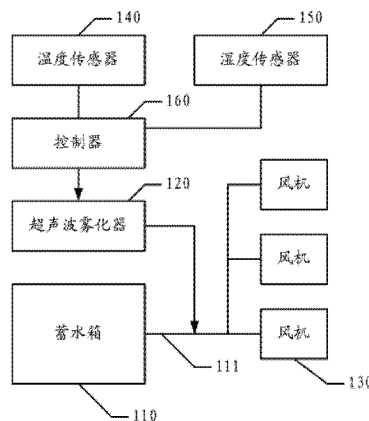 140
150
温度传感器
湿度传感器
160
控制器
120
风机
超声波雾化器
风机
蓄水箱
风机
111
130
110